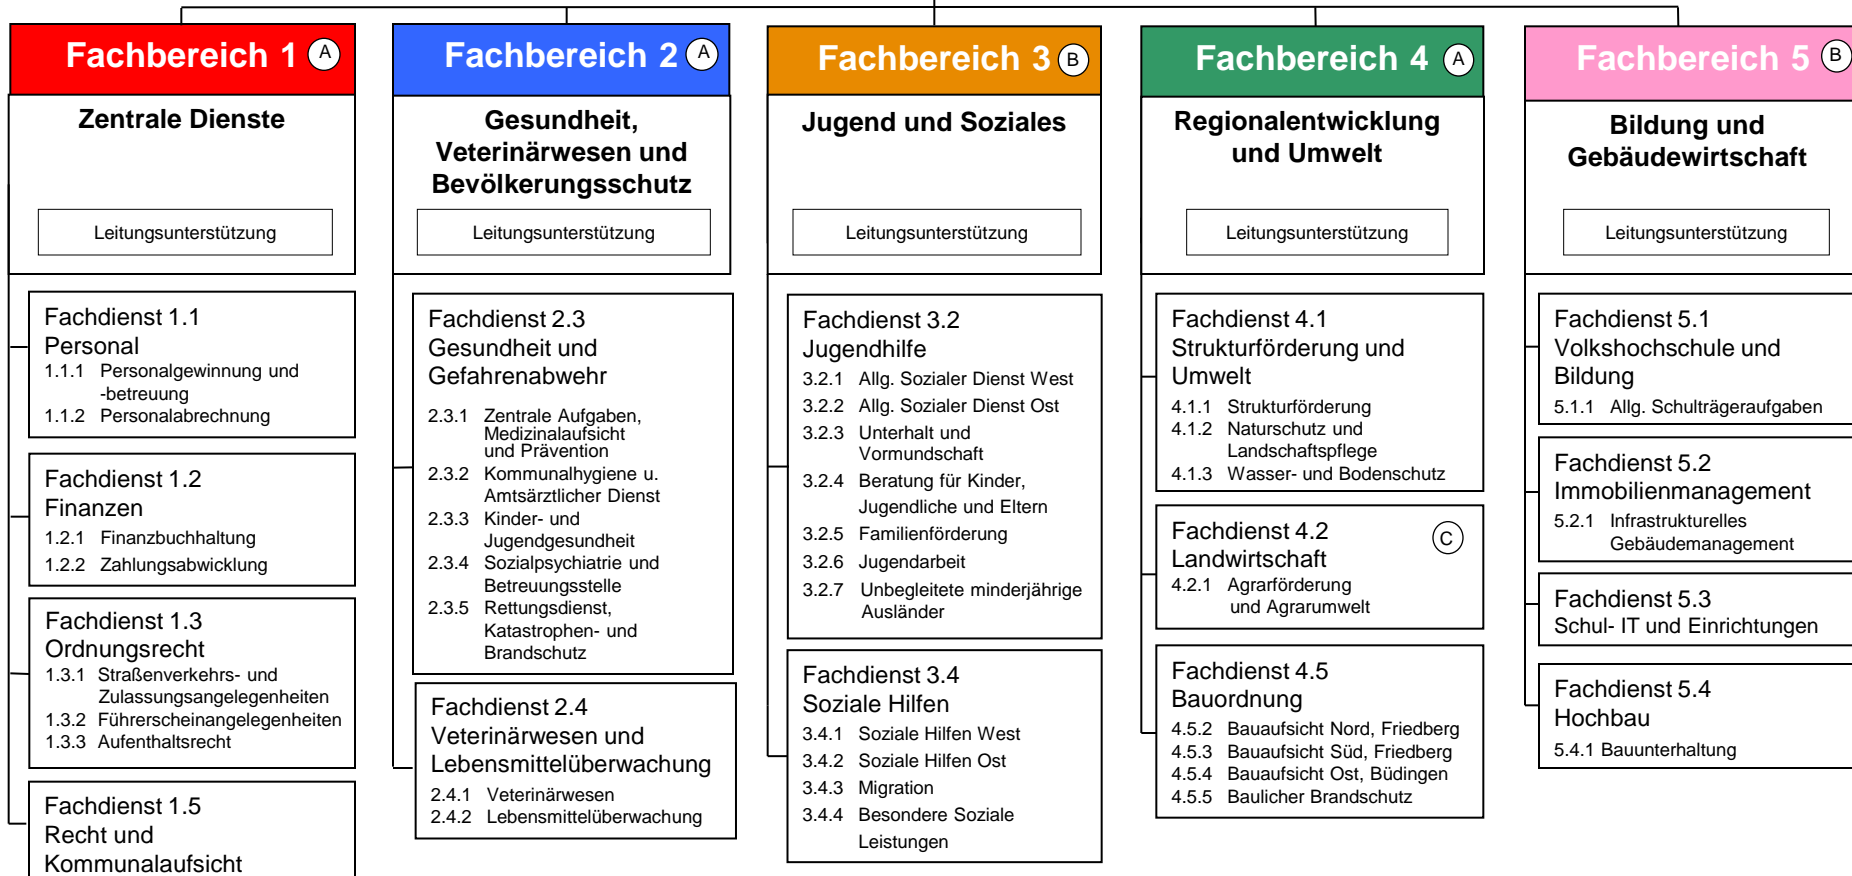 Fachbereich 1 A
Zentrale Dienste
Leitungsunterstützung
Fachdienst 1.1
Personal
1.1.1 Personalgewinnung und
-betreuung
1.1.2 Personalabrechnung
Fachdienst 1.2
Finanzen
1.2.1 Finanzbuchhaltung
1.2.2 Zahlungsabwicklung
Fachdienst 1.3
Ordnungsrecht
1.3.1 Straßenverkehrs- und
Zulassungsangelegenheiten
1.3.2 Führerscheinangelegenheiten
1.3.3 Aufenthaltsrecht
Fachdienst 1.5
Recht und
Kommunalaufsicht
Fachbereich 2 A
Gesundheit,
Veterinärwesen und
Bevölkerungsschutz
Leitungsunterstützung
Fachdienst 2.3
Gesundheit und
Gefahrenabwehr
2.3.1 Zentrale Aufgaben,
Medizinalaufsicht
und Prävention
2.3.2 Kommunalhygiene u.
Amtsärztlicher Dienst
2.3.3 Kinder- und
Jugendgesundheit
2.3.4 Sozialpsychiatrie und
Betreuungsstelle
2.3.5 Rettungsdienst,
Katastrophen- und
Brandschutz
Fachdienst 2.4
Veterinärwesen und
Lebensmittelüberwachung
2.4.1 Veterinärwesen
2.4.2 Lebensmittelüberwachung
Fachbereich 3 B
Jugend und Soziales
Leitungsunterstützung
Fachdienst 3.2
Jugendhilfe
3.2.1 Allg. Sozialer Dienst West
3.2.2 Allg. Sozialer Dienst Ost
3.2.3 Unterhalt und
Vormundschaft
3.2.4 Beratung für Kinder,
Jugendliche und Eltern
3.2.5 Familienförderung
3.2.6 Jugendarbeit
3.2.7 Unbegleitete minderjährige
Ausländer
Fachdienst 3.4
Soziale Hilfen
3.4.1 Soziale Hilfen West
3.4.2 Soziale Hilfen Ost
3.4.3 Migration
3.4.4 Besondere Soziale
Leistungen
Fachbereich 4 A
Regionalentwicklung
und Umwelt
Leitungsunterstützung
Fachdienst 4.1
Strukturförderung und
Umwelt
4.1.1 Strukturförderung
4.1.2 Naturschutz und
Landschaftspflege
4.1.3 Wasser- und Bodenschutz
Fachdienst 4.2 C
Landwirtschaft
4.2.1 Agrarförderung
und Agrarumwelt
Fachdienst 4.5
Bauordnung
4.5.2 Bauaufsicht Nord, Friedberg
4.5.3 Bauaufsicht Süd, Friedberg
4.5.4 Bauaufsicht Ost, Büdingen
4.5.5 Baulicher Brandschutz
Fachbereich 5 B
Bildung und
Gebäudewirtschaft
Leitungsunterstützung
Fachdienst 5.1
Volkshochschule und
Bildung
5.1.1 Allg. Schulträgeraufgaben
Fachdienst 5.2
Immobilienmanagement
5.2.1 Infrastrukturelles
Gebäudemanagement
Fachdienst 5.3
Schul- IT und Einrichtungen
Fachdienst 5.4
Hochbau
5.4.1 Bauunterhaltung